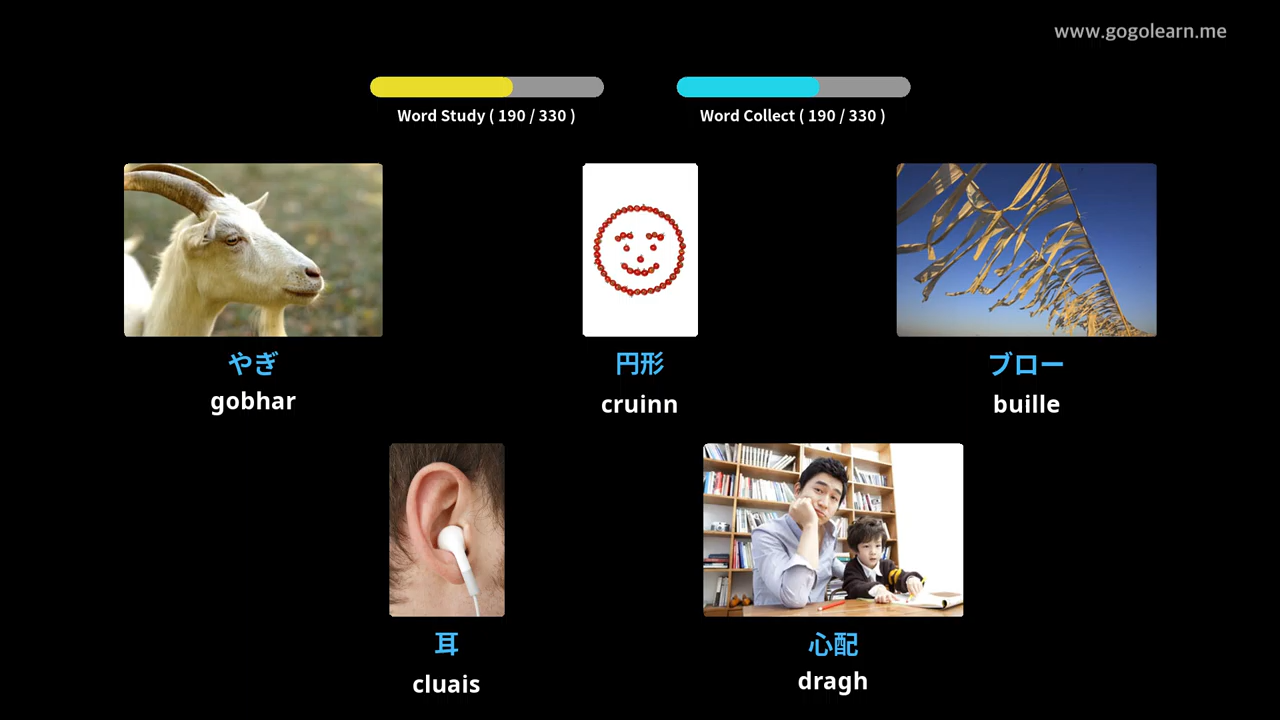 www.gogolearn.me
Word Study ( 190 / 330 )
Word Collect ( 190 / 330 )
やぎ
gobhar
円形
cruinn
ブロー
buille
耳
cluais
心配
dragh